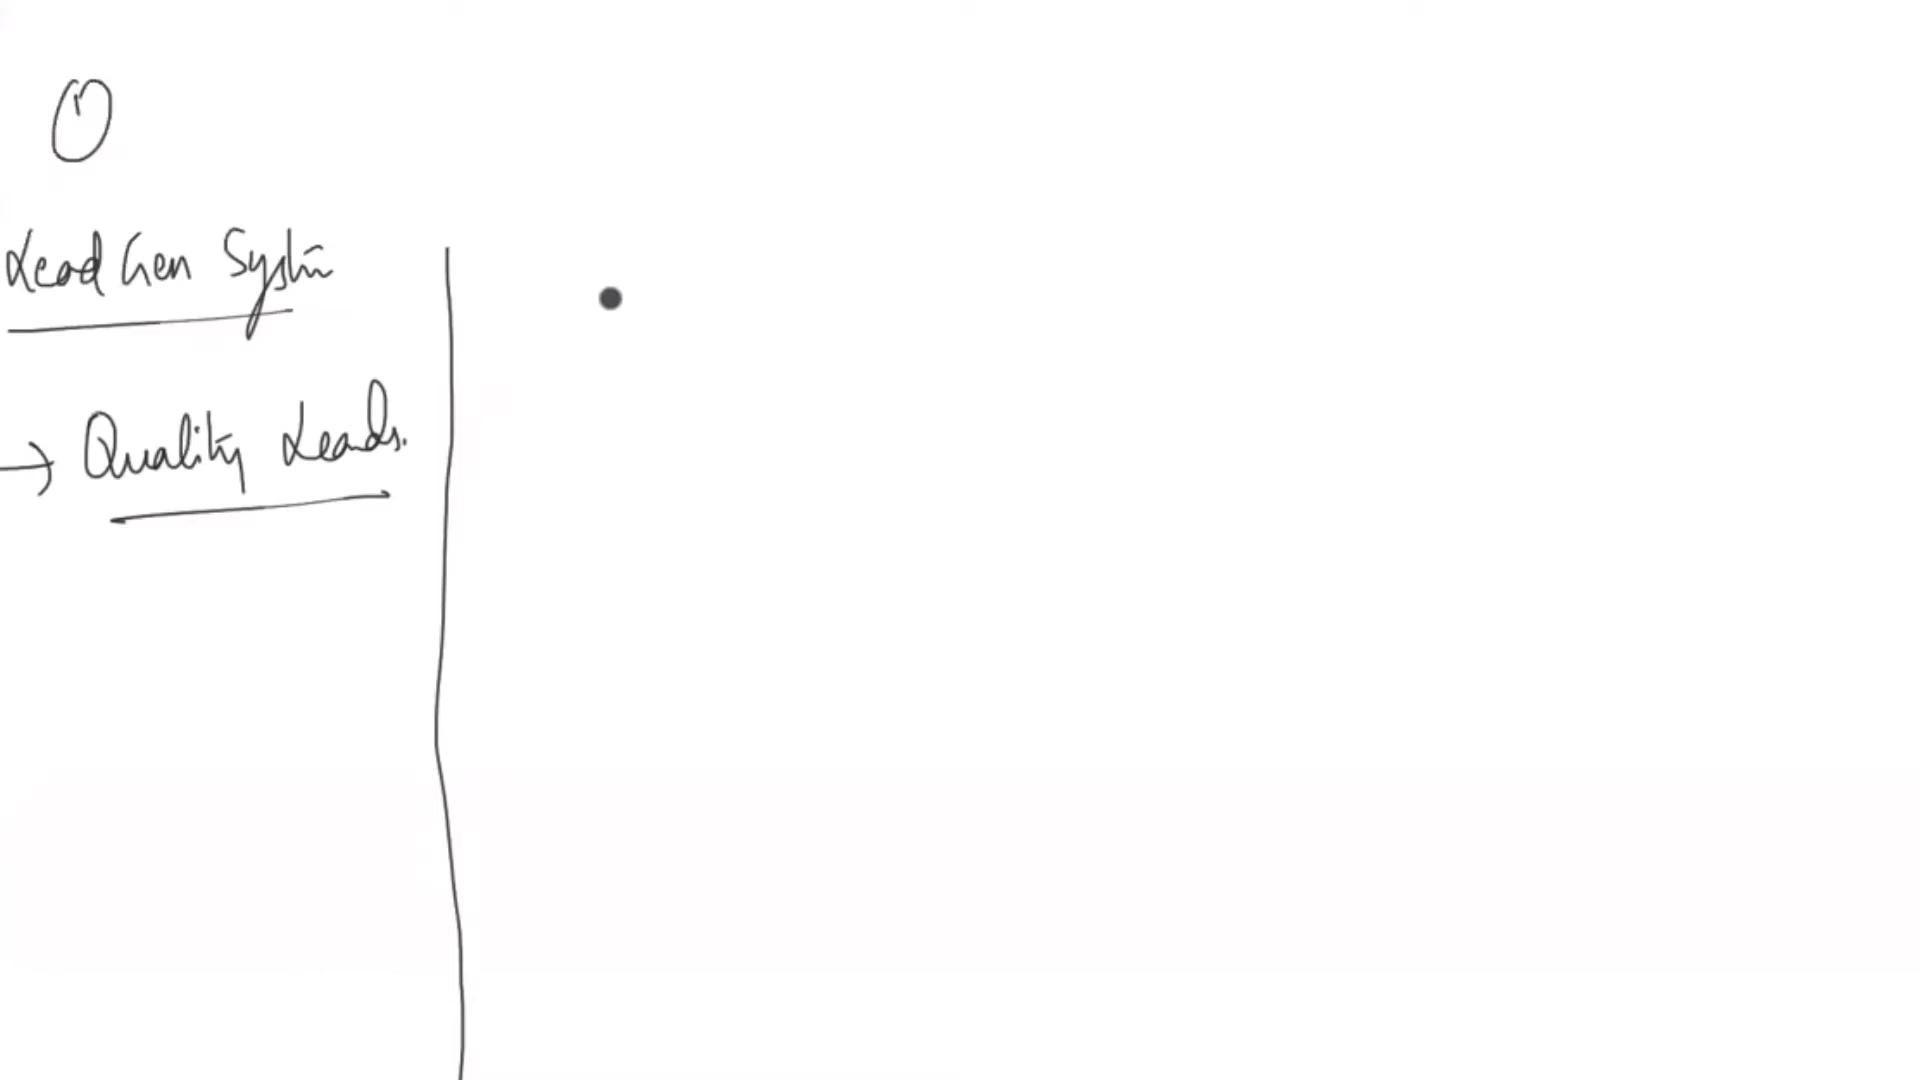 ①
Lead Gen System
→ Quality Leads.